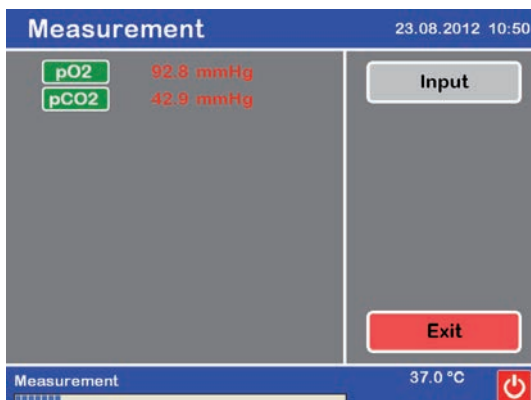 Measurement 23.08.2012 10:50
pO2 92.8 mmHg
pCO2 42.9 mmHg
Input
Exit
Measurement 37.0 °C